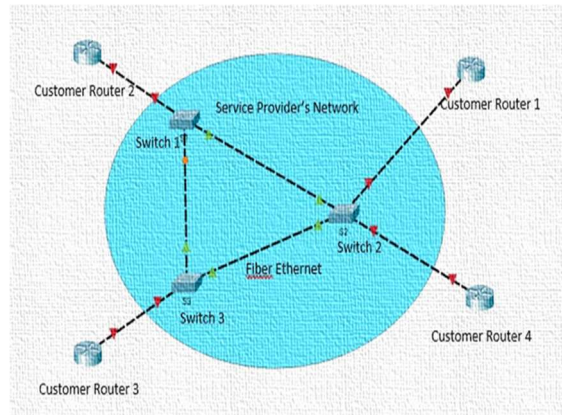 Customer Router 2
Service Provider's Network
Customer Router 1
Switch 1
S2
Switch 2
Fiber Ethernet
S3
Switch 3
Customer Router 4
Customer Router 3